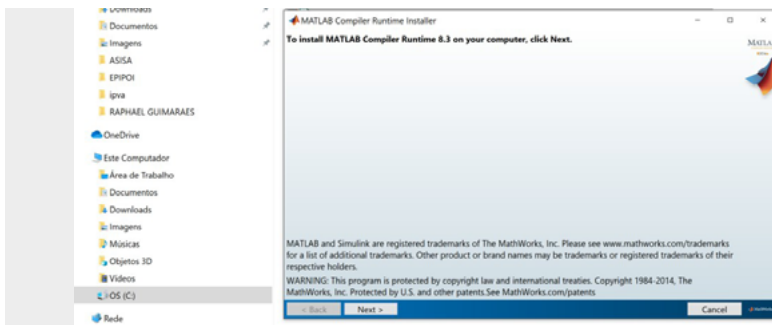 Downloads
Documentos
Imagens
ASISA
EPIPOI
ipva
RAPHAEL GUIMARAES
OneDrive
Este Computador
Área de Trabalho
Documentos
Downloads
Imagens
Músicas
Objetos 3D
Vídeos
OS (C:)
Rede
MATLAB Compiler Runtime Installer
To install MATLAB Compiler Runtime 8.3 on your computer, click Next.
MATLAB and Simulink are registered trademarks of The MathWorks, Inc. Please see www.mathworks.com/trademarks
for a list of additional trademarks. Other product or brand names may be trademarks or registered trademarks of their
respective holders.
WARNING: This program is protected by copyright law and international treaties. Copyright 1984-2014, The
MathWorks, Inc. Protected by U.S. and other patents.See MathWorks.com/patents
< Back Next > Cancel